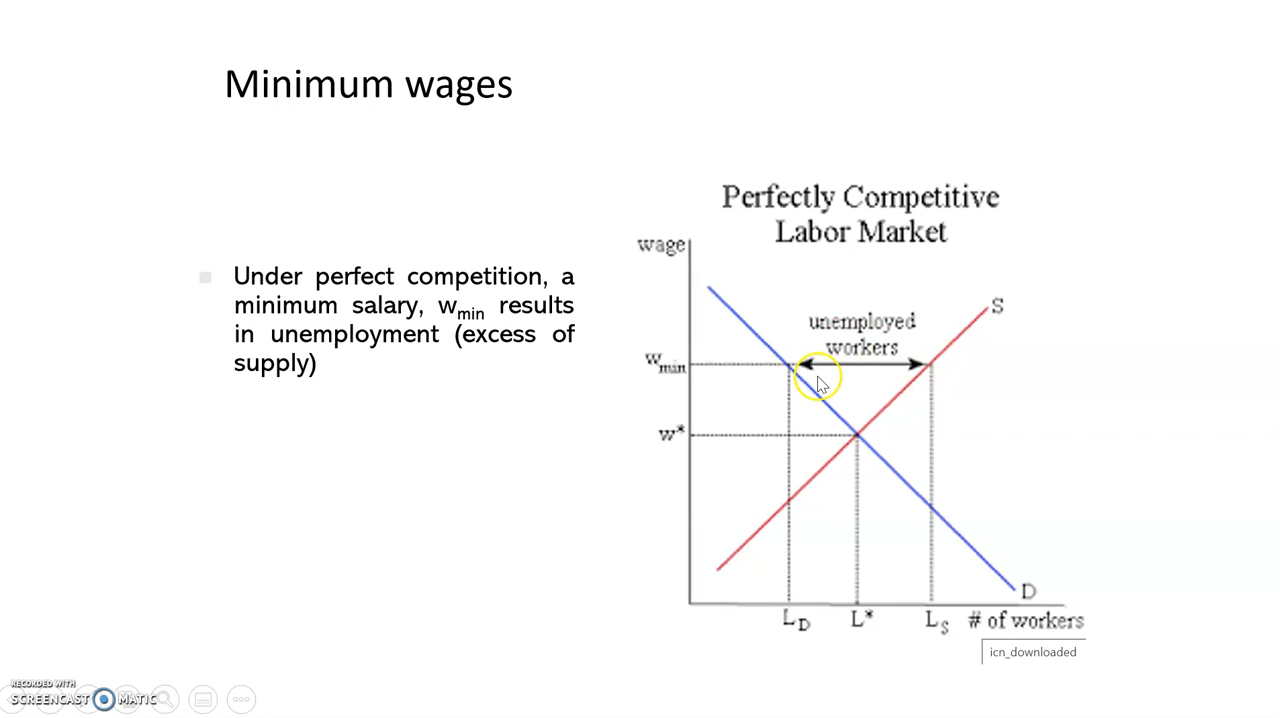 Minimum wages
Under perfect competition, a
minimum salary, wmin results
in unemployment (excess of
supply)
Perfectly Competitive
Labor Market
wage
S
unemployed
workers
wmin
w*
D
LD
L*
LS
# of workers
icn_downloaded
RECORDED WITH
SCREENCAST MATIC